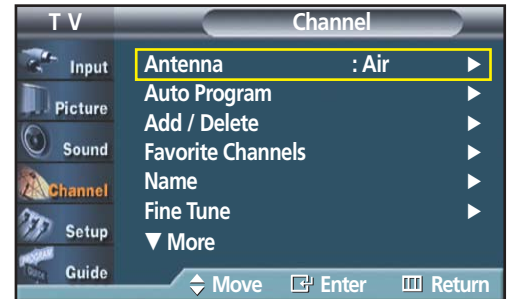 T V
Channel
Input
Picture
Sound
Channel
Setup
Guide
Antenna : Air ▶
Auto Program ▶
Add / Delete ▶
Favorite Channels ▶
Name ▶
Fine Tune ▶
▼ More
Move Enter Return